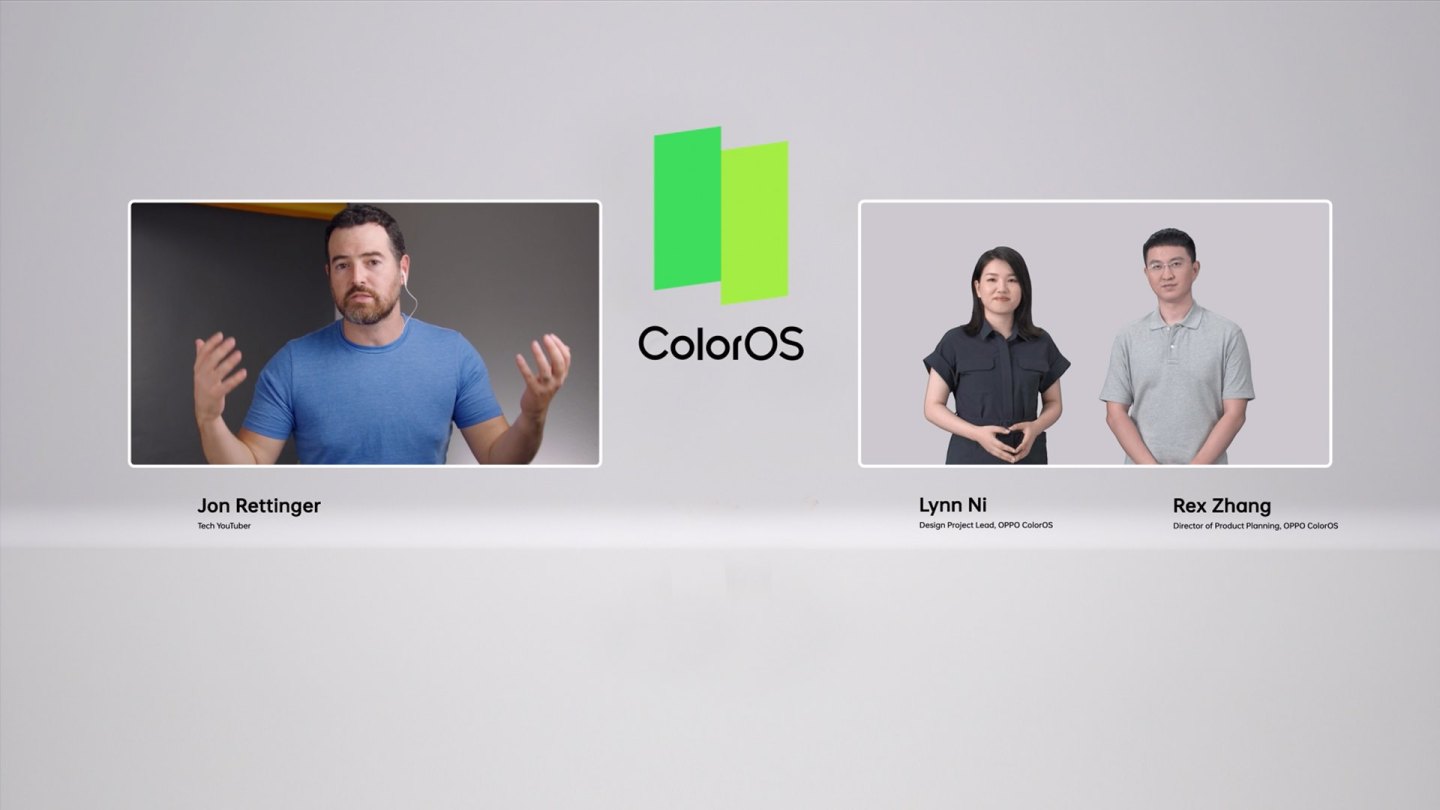 ColorOS
Jon Rettinger
Tech YouTuber
Lynn Ni
Design Project Lead, OPPO ColorOS
Rex Zhang
Director of Product Planning, OPPO ColorOS